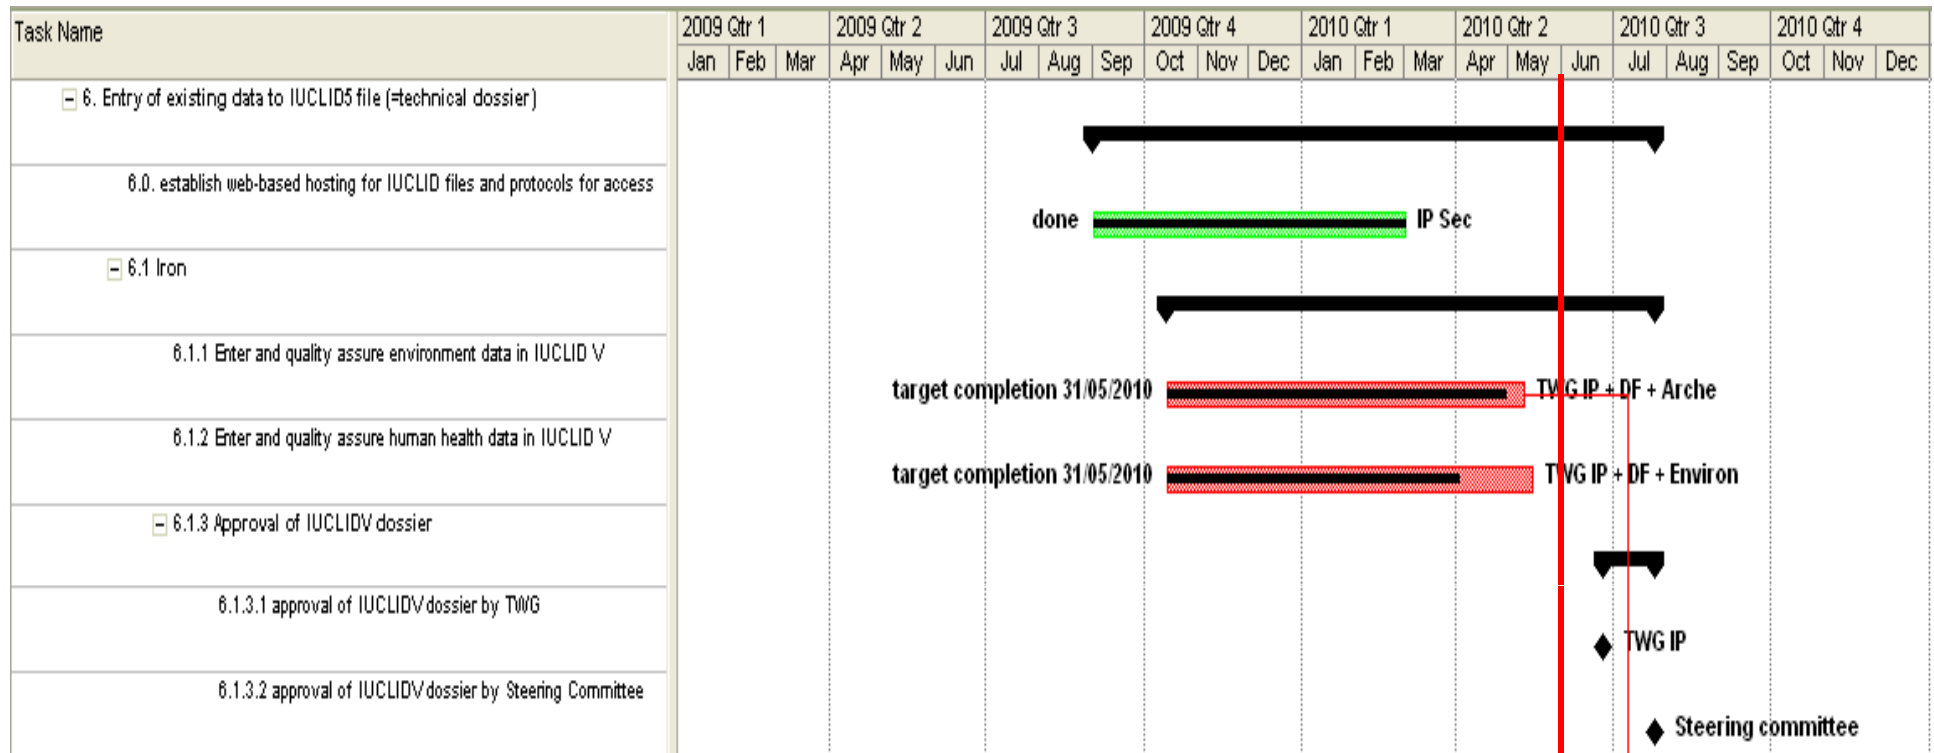 Task Name
2009 Qtr 1 2009 Qtr 2 2009 Qtr 3 2009 Qtr 4 2010 Qtr 1 2010 Qtr 2 2010 Qtr 3 2010 Qtr 4
Jan Feb Mar Apr May Jun Jul Aug Sep Oct Nov Dec Jan Feb Mar Apr May Jun Jul Aug Sep Oct Nov Dec
6. Entry of existing data to IUCLID5 file (=technical dossier)
6.0. establish web-based hosting for IUCLID files and protocols for access
done IP Sec
6.1 Iron
6.1.1 Enter and quality assure environment data in IUCLID V
target completion 31/05/2010 TWG IP + DF + Arche
6.1.2 Enter and quality assure human health data in IUCLID V
target completion 31/05/2010 TWG IP + DF + Environ
6.1.3 Approval of IUCLIDV dossier
6.1.3.1 approval of IUCLIDV dossier by TWG
TWG IP
6.1.3.2 approval of IUCLIDV dossier by Steering Committee
Steering committee